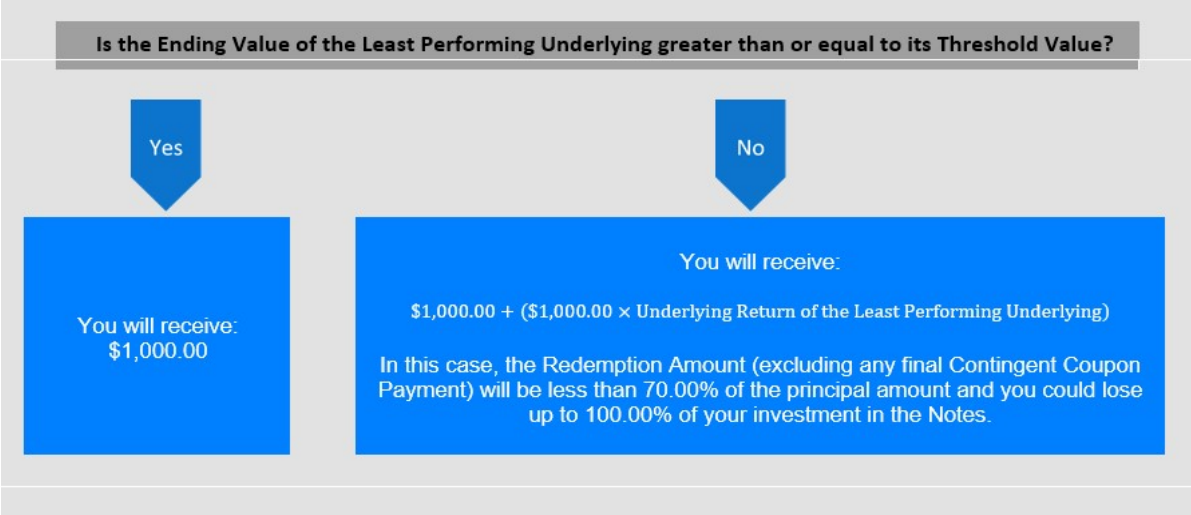 Is the Ending Value of the Least Performing Underlying greater than or equal to its Threshold Value?
Yes
No
You will receive:
$1,000.00
You will receive:
$1,000.00 + ($1,000.00 × Underlying Return of the Least Performing Underlying)
In this case, the Redemption Amount (excluding any final Contingent Coupon
Payment) will be less than 70.00% of the principal amount and you could lose
up to 100.00% of your investment in the Notes.